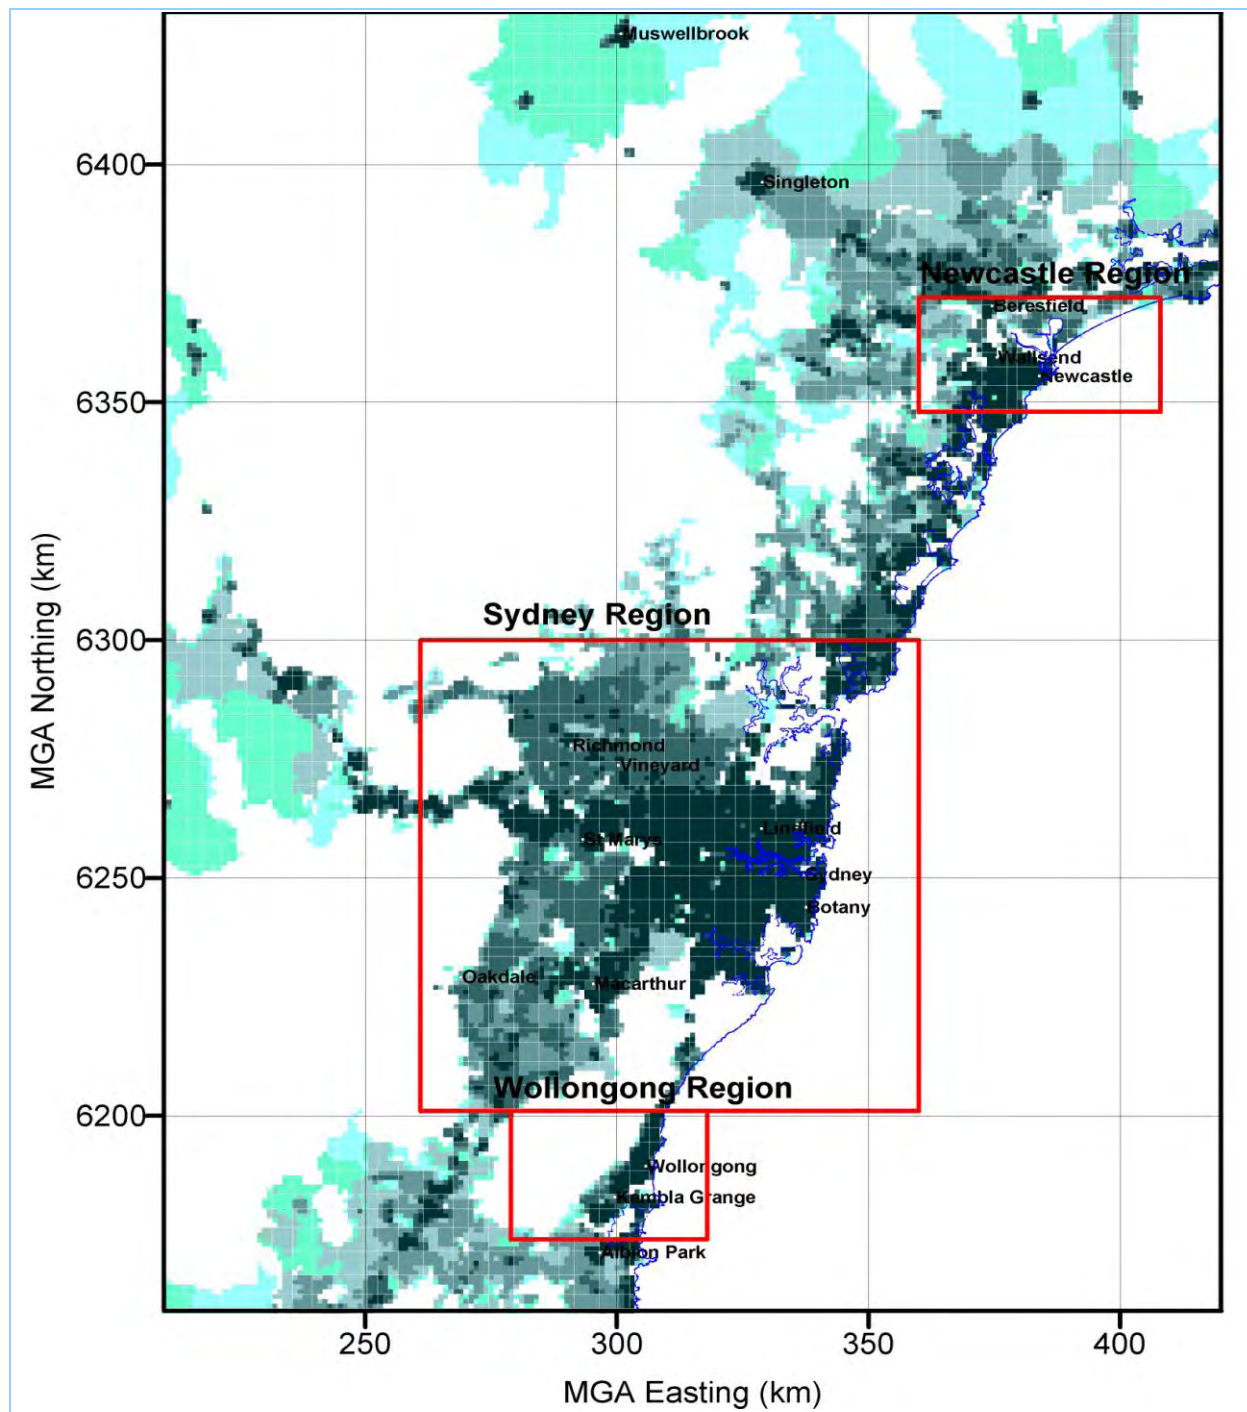 Muswellbrook
6400
Singleton
Newcastle Region
Beresfield
Wallsend
Newcastle
6350
MGA Northing (km)
Sydney Region
6300
Richmond
Vineyard
Lindfield
St Marys
6250
Sydney
Botany
Oakdale
Macarthur
Wollongong Region
6200
Wollongong
Kembla Grange
Albion Park
250
300
350
400
MGA Easting (km)